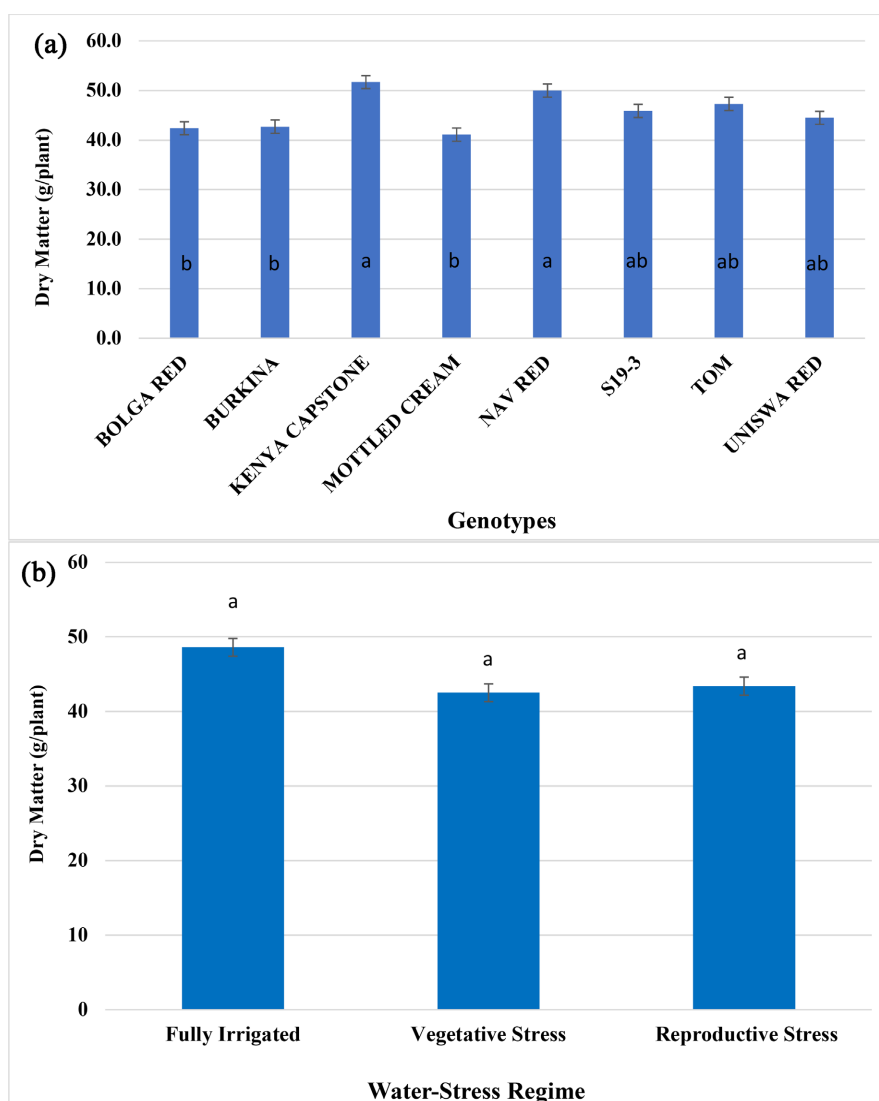 (a)
Dry Matter (g/plant)
60.0
50.0
40.0
30.0
20.0
10.0
0.0
b b a b a ab ab ab
BOLGA RED
BURKINA
KENYA CAPSTONE
MOTTLED CREAM
NAV RED
S19-3
TOM
UNISWA RED
Genotypes
(b)
Dry Matter (g/plant)
60
50
40
30
20
10
0
a a a
Fully Irrigated Vegetative Stress Reproductive Stress
Water-Stress Regime